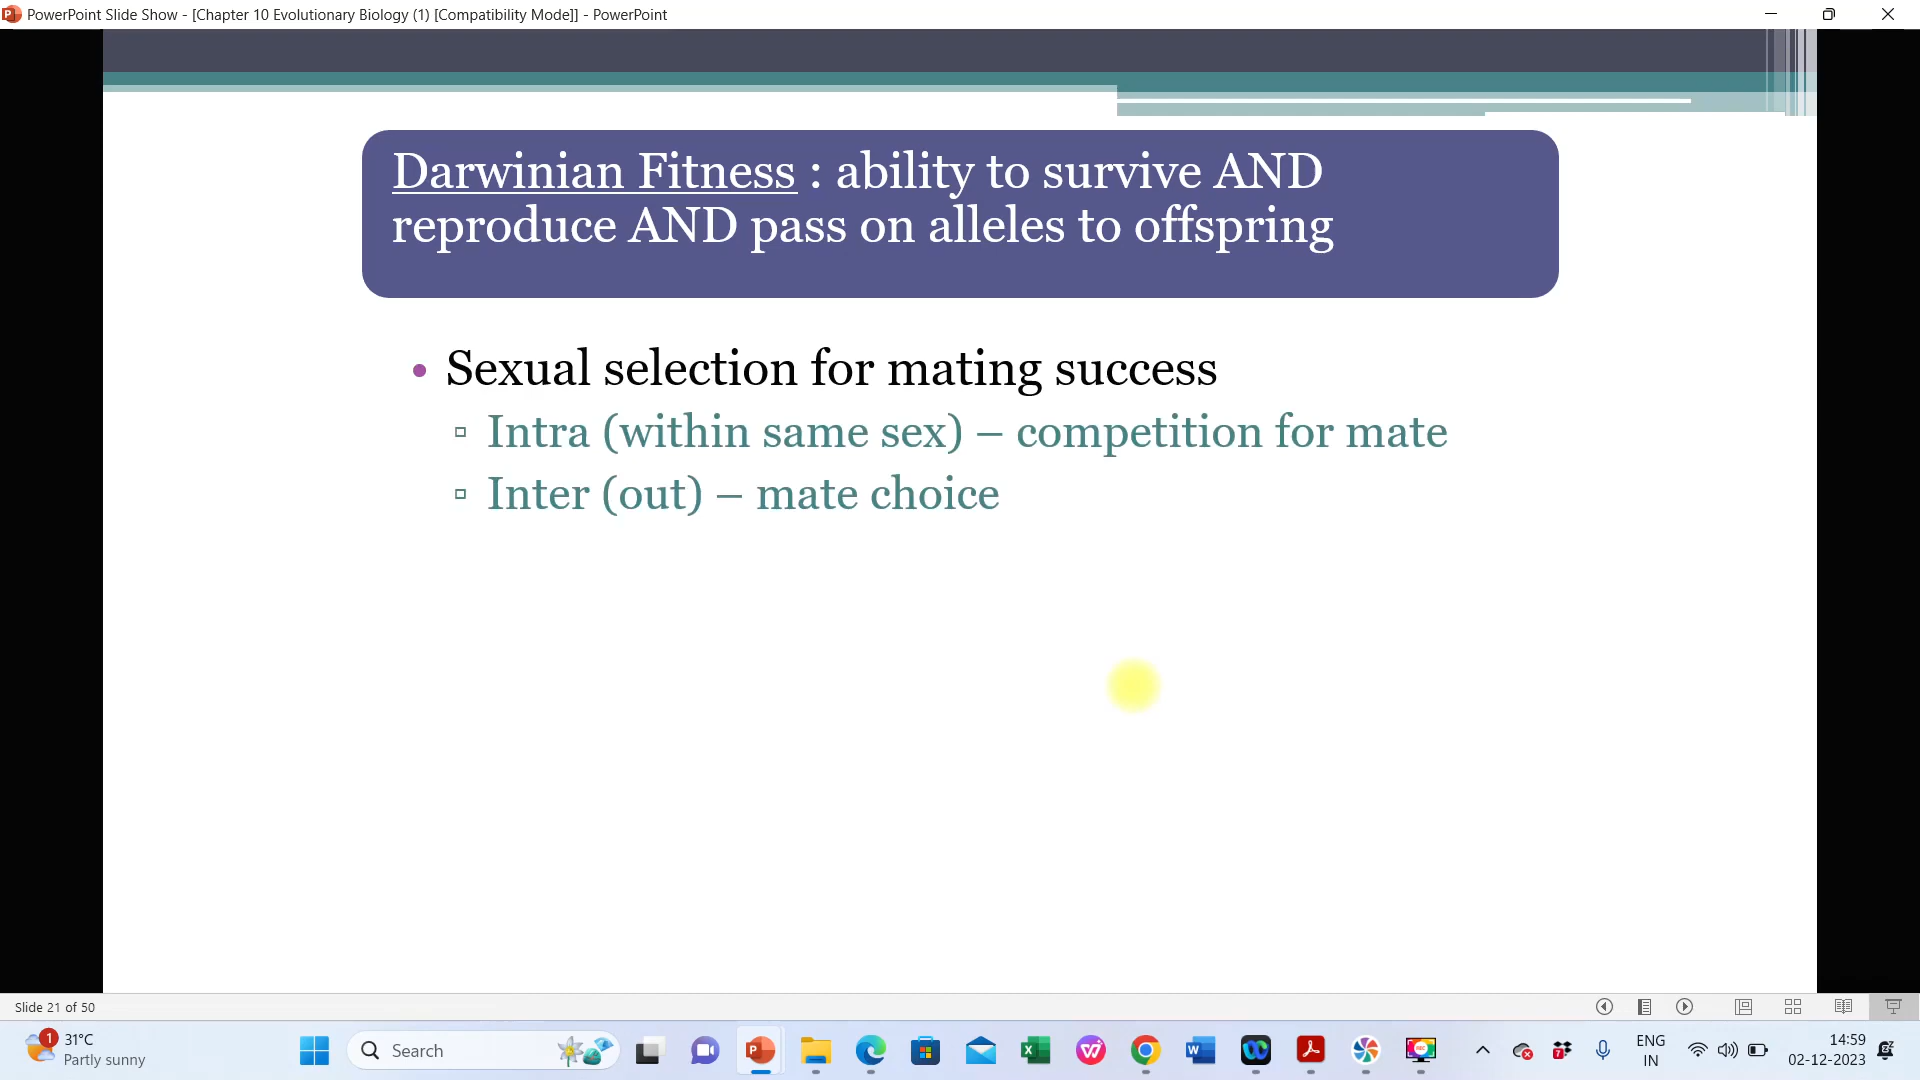 PowerPoint Slide Show - [Chapter 10 Evolutionary Biology (1) [Compatibility Mode]] - PowerPoint
Darwinian Fitness : ability to survive AND
reproduce AND pass on alleles to offspring
• Sexual selection for mating success
▫ Intra (within same sex) – competition for mate
▫ Inter (out) – mate choice
Slide 21 of 50
1
31°C
Partly sunny
Search
7
ENG
IN
14:59
02-12-2023